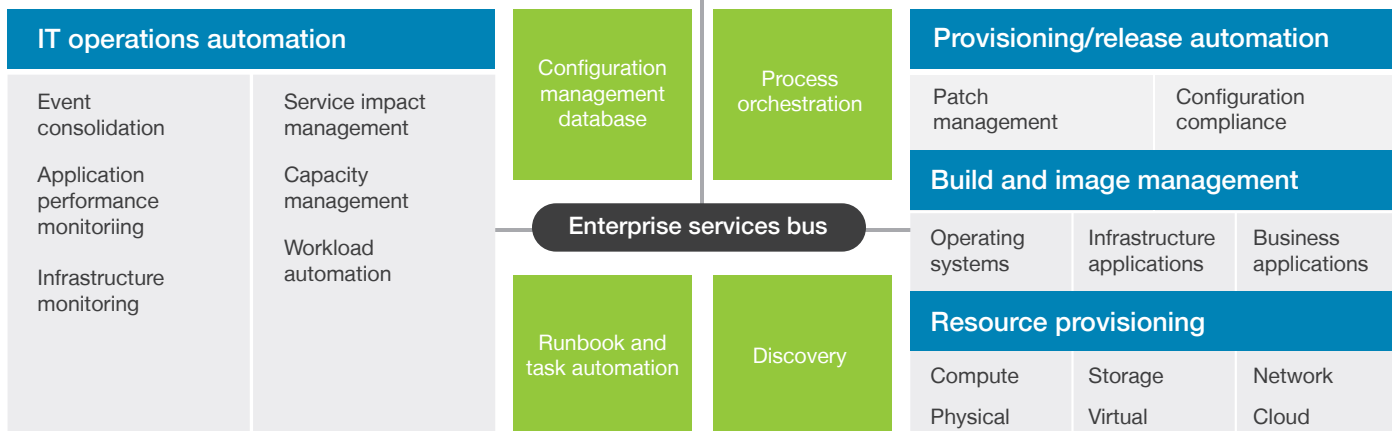 IT operations automation
Event
consolidation
Application
performance
monitoriing
Infrastructure
monitoring
Service impact
management
Capacity
management
Workload
automation
Configuration
management
database
Process
orchestration
Enterprise services bus
Runbook and
task automation
Discovery
Provisioning/release automation
Patch
management
Configuration
compliance
Build and image management
Operating
systems
Infrastructure
applications
Business
applications
Resource provisioning
Compute
Storage
Network
Physical
Virtual
Cloud